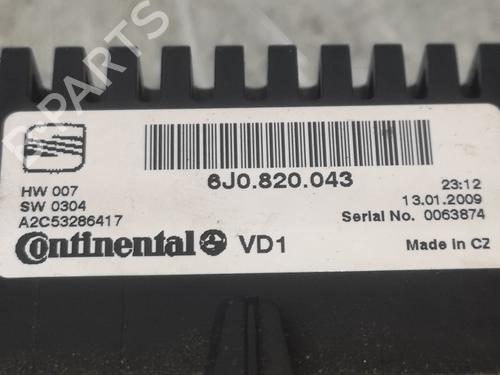 6J0.820.043
HW 007
SW 0304
A2C53286417
23:12
13.01.2009
Serial No. 0063874
Continental VD1
Made in CZ
B-PARTS